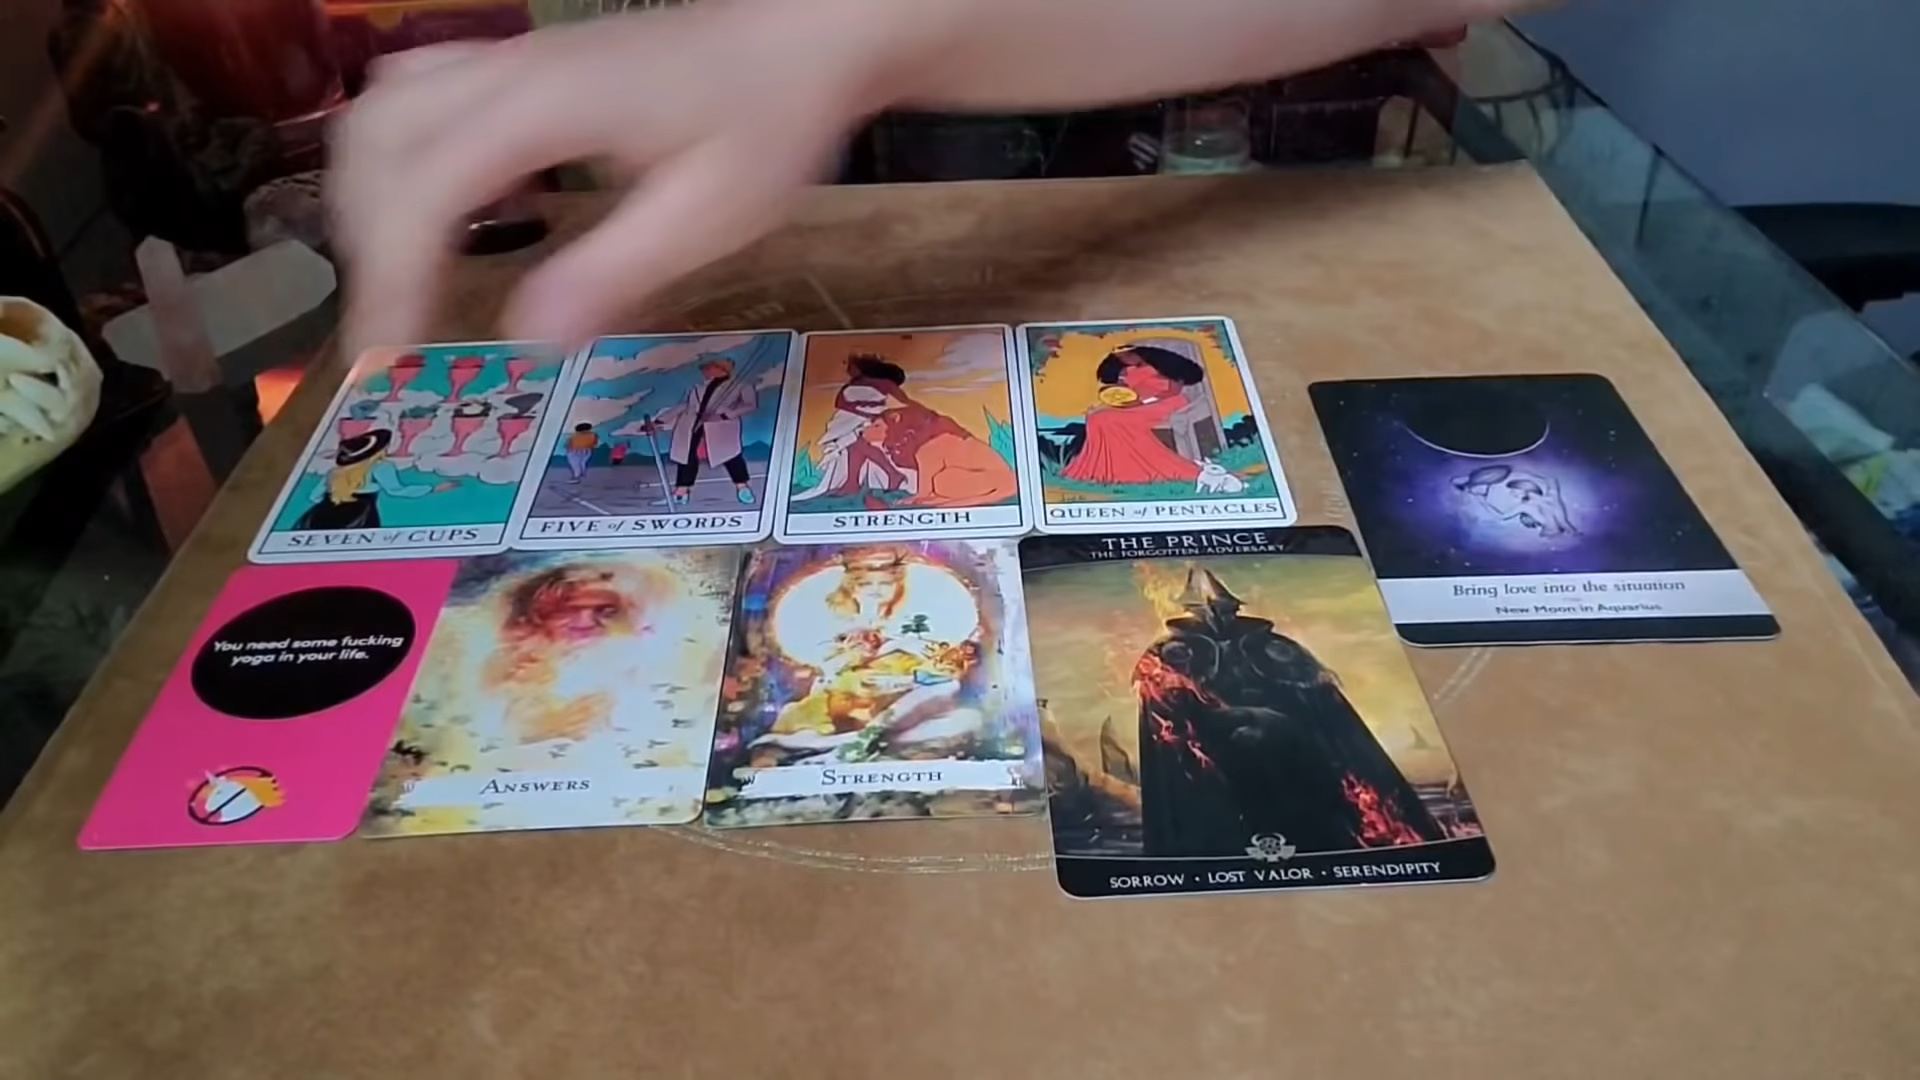 SEVEN of CUPS
FIVE of SWORDS
STRENGTH
QUEEN of PENTACLES
Bring love into the situation
New Moon in Aquarius
You need some fucking
yoga in your life.
ANSWERS
STRENGTH
THE PRINCE
THE FORGOTTEN ADVERSARY
SORROW • LOST VALOR • SERENDIPITY